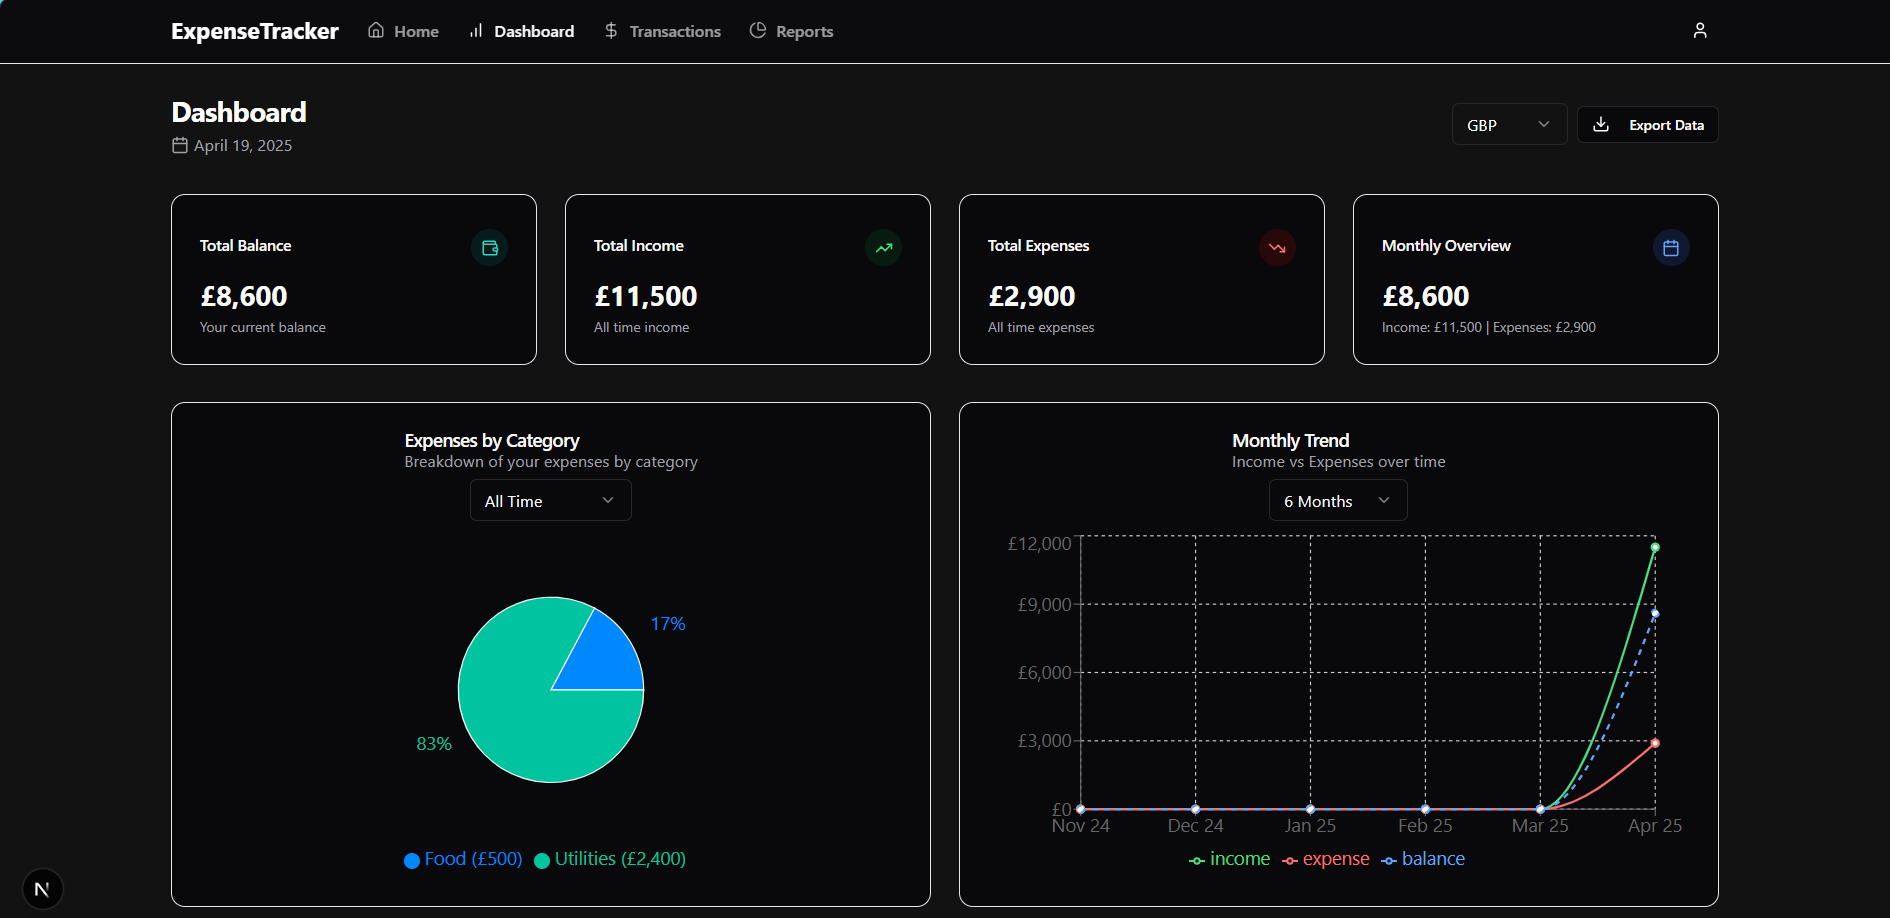 ExpenseTracker Home Dashboard Transactions Reports
Dashboard
April 19, 2025
GBP Export Data
Total Balance
£8,600
Your current balance
Total Income
£11,500
All time income
Total Expenses
£2,900
All time expenses
Monthly Overview
£8,600
Income: £11,500 | Expenses: £2,900
Expenses by Category
Breakdown of your expenses by category
All Time
17%
83%
Food (£500) Utilities (£2,400)
Monthly Trend
Income vs Expenses over time
6 Months
£12,000
£9,000
£6,000
£3,000
£0
Nov 24 Dec 24 Jan 25 Feb 25 Mar 25 Apr 25
income expense balance
N